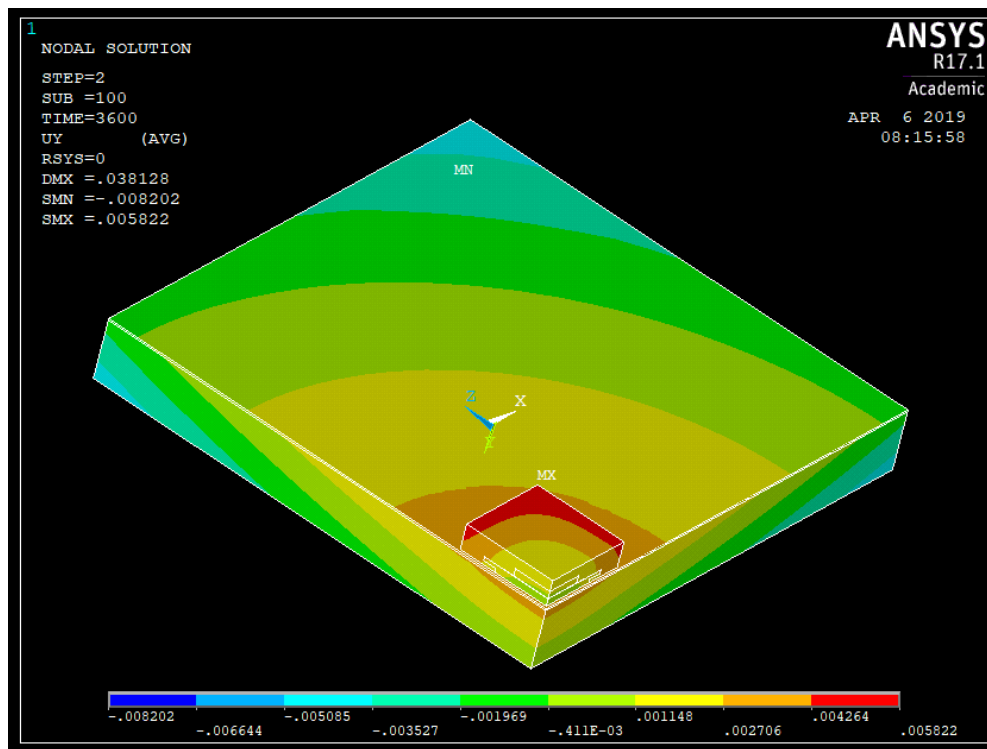 1
NODAL SOLUTION
STEP=2
SUB =100
TIME=3600
UY (AVG)
RSYS=0
DMX =.038128
SMN =-.008202
SMX =.005822
ANSYS
R17.1
Academic
APR 6 2019
08:15:58
MN
Z
X
Y
MX
-.008202 -.005085 -.001969 .001148 .004264
-.006644 -.003527 -.411E-03 .002706 .005822